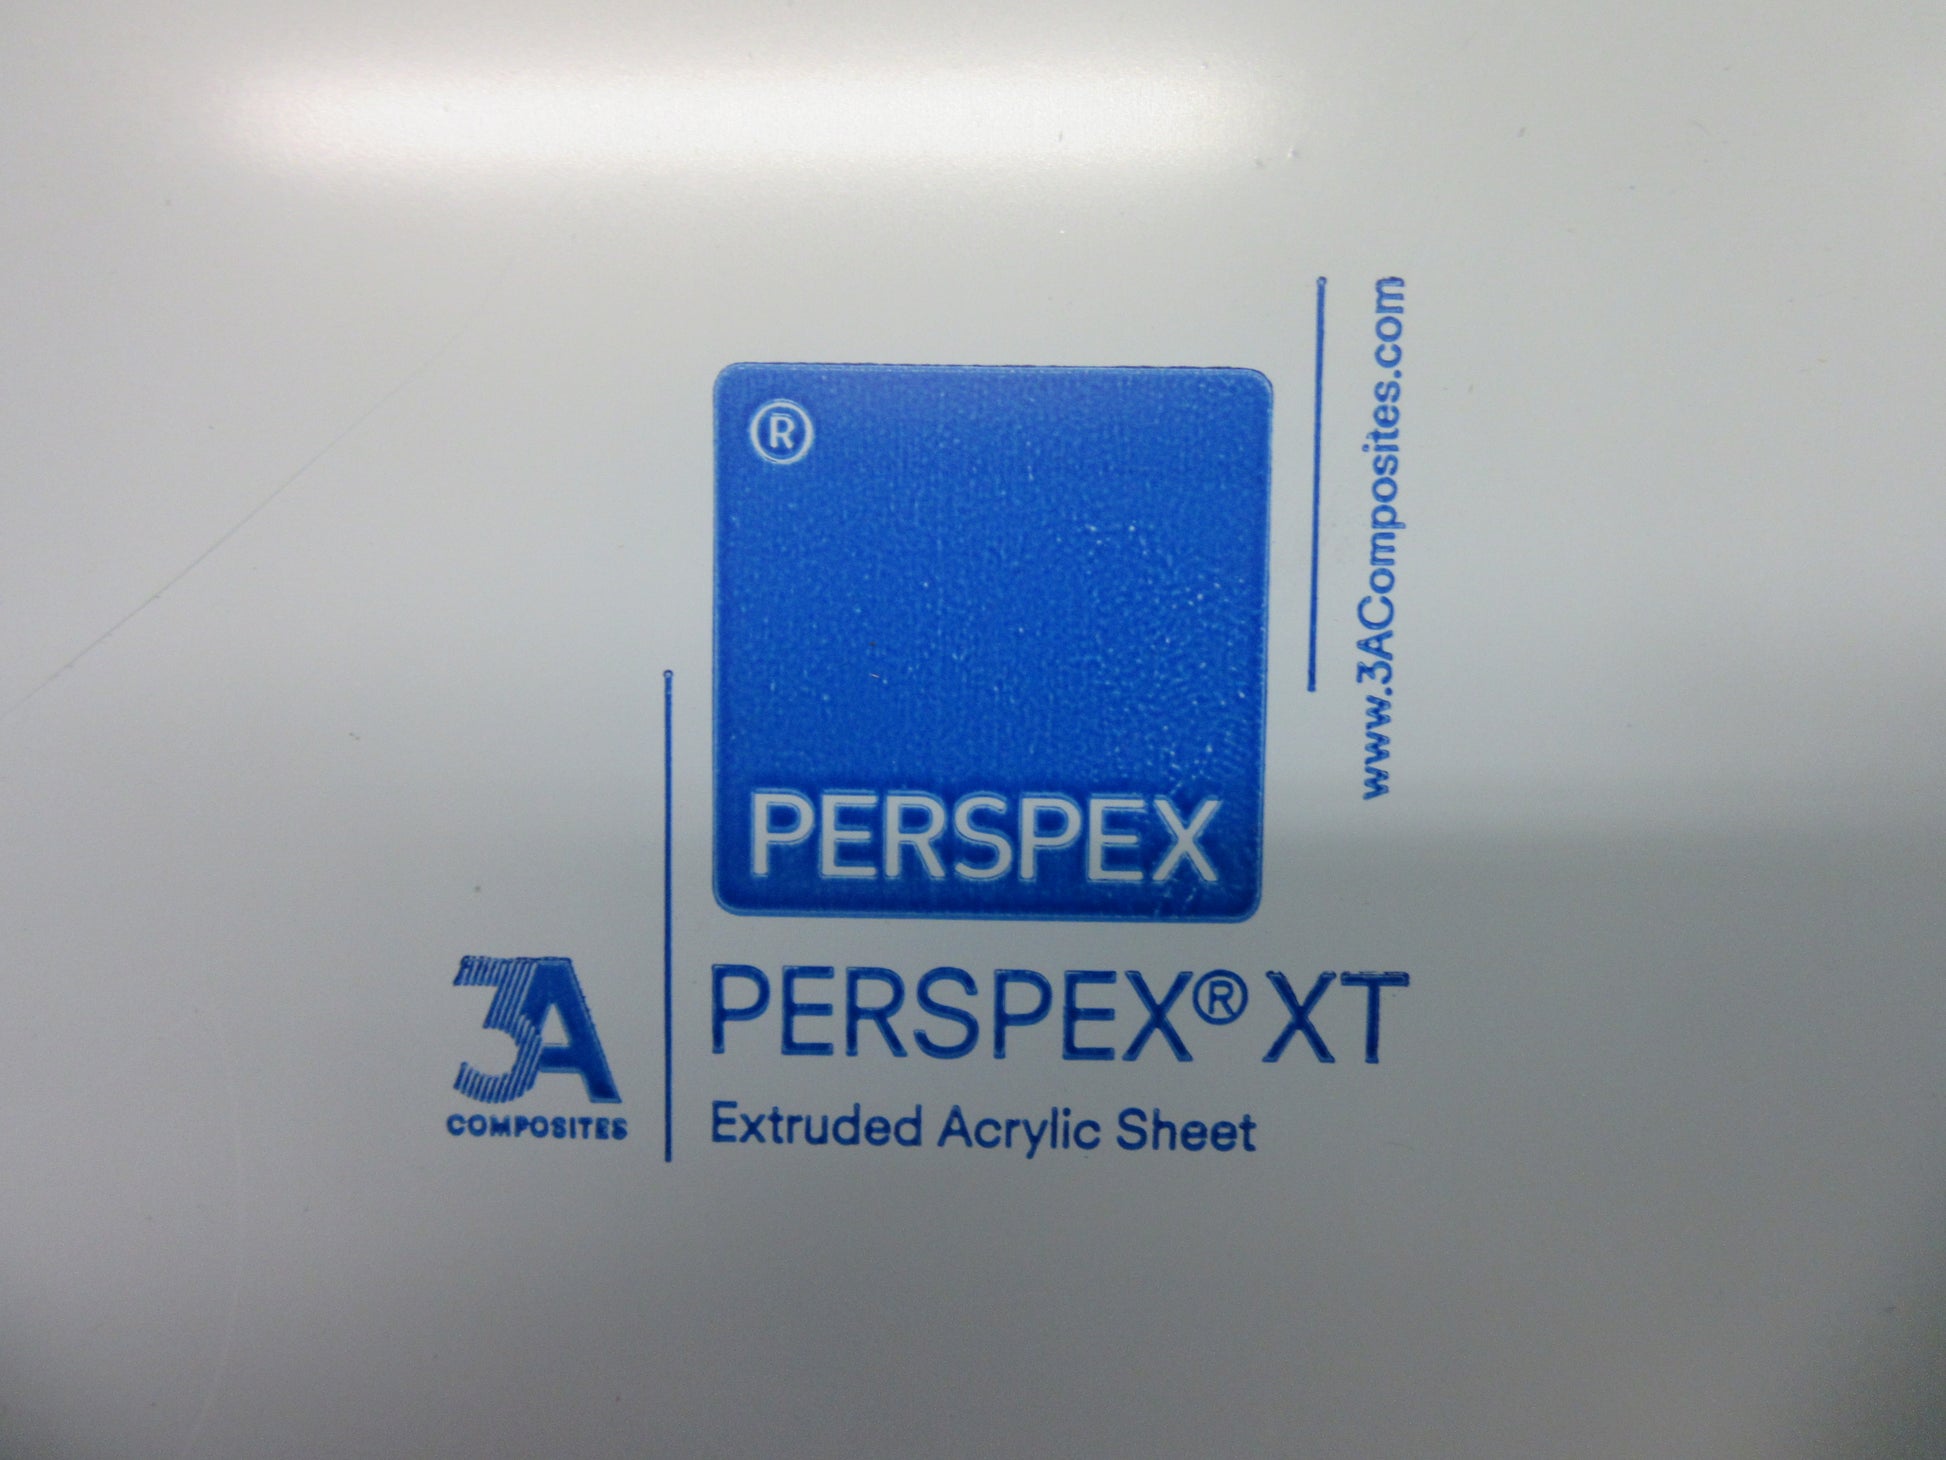 ®
PERSPEX
www.3AComposites.com
3A
COMPOSITES
PERSPEX® XT
Extruded Acrylic Sheet